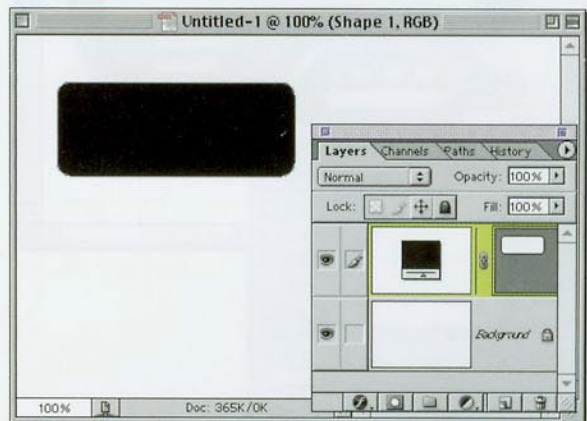 Untitled-1 @ 100% (Shape 1, RGB)
Layers Channels Paths History
Normal Opacity: 100%
Lock: Fill: 100%
Background
100% Doc: 365K/0K